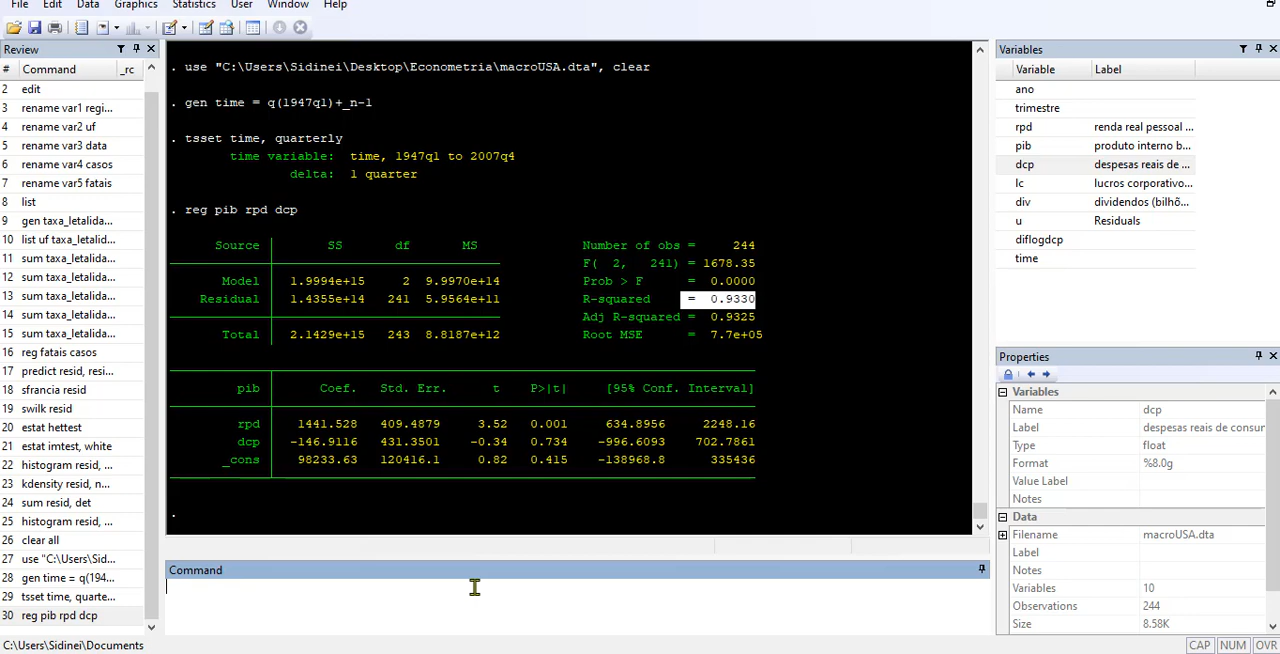 File Edit Data Graphics Statistics User Window Help
Review
# Command _rc
2 edit
3 rename var1 regi...
4 rename var2 uf
5 rename var3 data
6 rename var4 casos
7 rename var5 fatais
8 list
9 gen taxa_letalida...
10 list uf taxa_letalid...
11 sum taxa_letalida...
12 sum taxa_letalida...
13 sum taxa_letalida...
14 sum taxa_letalida...
15 sum taxa_letalida...
16 reg fatais casos
17 predict resid, resi...
18 sfrancia resid
19 swilk resid
20 estat hettest
21 estat imtest, white
22 histogram resid, ...
23 kdensity resid, n...
24 sum resid, det
25 histogram resid, ...
26 clear all
27 use "C:\Users\Sid...
28 gen time = q(194...
29 tsset time, quarte...
30 reg pib rpd dcp
. use "C:\Users\Sidinei\Desktop\Econometria\macroUSA.dta", clear
. gen time = q(1947q1)+_n-1
. tsset time, quarterly
time variable: time, 1947q1 to 2007q4
delta: 1 quarter
. reg pib rpd dcp
Source SS df MS Number of obs = 244
F( 2, 241) = 1678.35
Model 1.9994e+15 2 9.9970e+14 Prob > F = 0.0000
Residual 1.4355e+14 241 5.9564e+11 R-squared = 0.9330
Adj R-squared = 0.9325
Total 2.1429e+15 243 8.8187e+12 Root MSE = 7.7e+05
pib Coef. Std. Err. t P>|t| [95% Conf. Interval]
rpd 1441.528 409.4879 3.52 0.001 634.8956 2248.16
dcp -146.9116 431.3501 -0.34 0.734 -996.6093 702.7861
_cons 98233.63 120416.1 0.82 0.415 -138968.8 335436
.
Command
Variables
Variable Label
ano
trimestre
rpd renda real pessoal ...
pib produto interno b...
dcp despesas reais de ...
lc lucros corporativo...
div dividendos (bilhõ...
u Residuals
diflogdcp
time
Properties
Variables
Name dcp
Label despesas reais de consur
Type float
Format %8.0g
Value Label
Notes
Data
Filename macroUSA.dta
Label
Notes
Variables 10
Observations 244
Size 8.58K
C:\Users\Sidinei\Documents
CAP NUM OVR